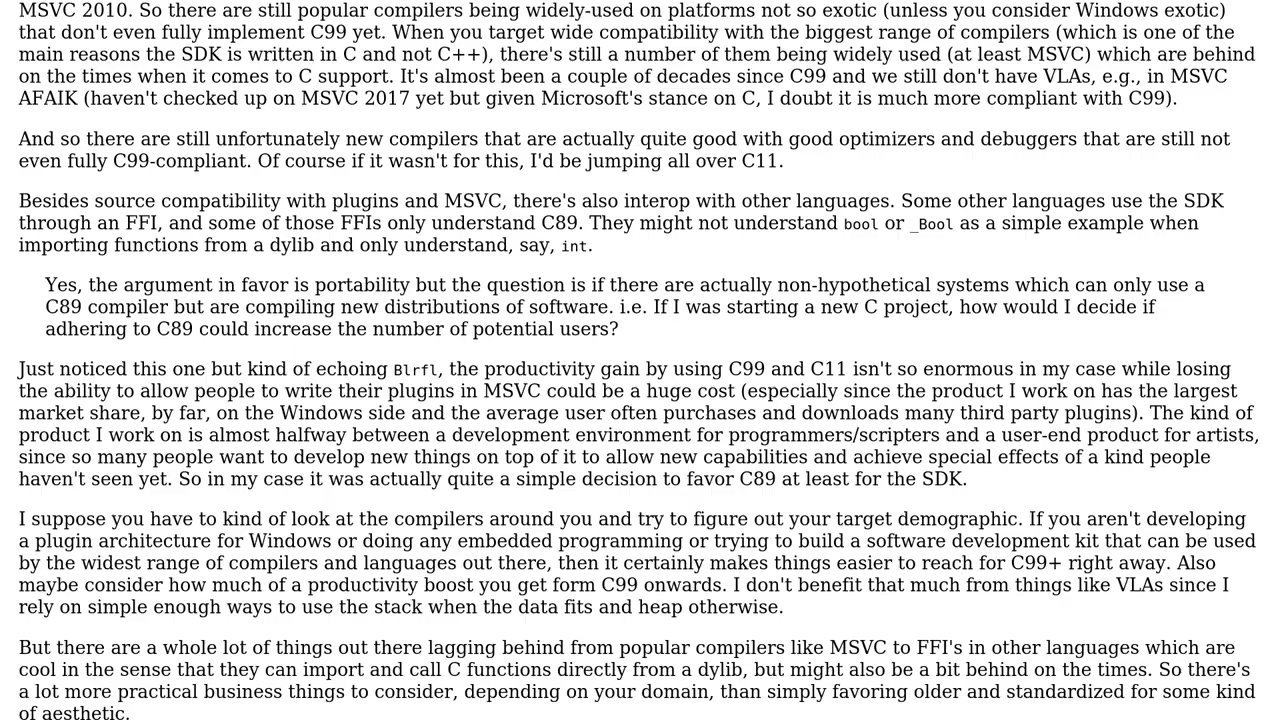 MSVC 2010. So there are still popular compilers being widely-used on platforms not so exotic (unless you consider Windows exotic)
that don't even fully implement C99 yet. When you target wide compatibility with the biggest range of compilers (which is one of the
main reasons the SDK is written in C and not C++), there's still a number of them being widely used (at least MSVC) which are behind
on the times when it comes to C support. It's almost been a couple of decades since C99 and we still don't have VLAs, e.g., in MSVC
AFAIK (haven't checked up on MSVC 2017 yet but given Microsoft's stance on C, I doubt it is much more compliant with C99).
And so there are still unfortunately new compilers that are actually quite good with good optimizers and debuggers that are still not
even fully C99-compliant. Of course if it wasn't for this, I'd be jumping all over C11.
Besides source compatibility with plugins and MSVC, there's also interop with other languages. Some other languages use the SDK
through an FFI, and some of those FFIs only understand C89. They might not understand bool or _Bool as a simple example when
importing functions from a dylib and only understand, say, int.
Yes, the argument in favor is portability but the question is if there are actually non-hypothetical systems which can only use a
C89 compiler but are compiling new distributions of software. i.e. If I was starting a new C project, how would I decide if
adhering to C89 could increase the number of potential users?
Just noticed this one but kind of echoing Blrfl, the productivity gain by using C99 and C11 isn't so enormous in my case while losing
the ability to allow people to write their plugins in MSVC could be a huge cost (especially since the product I work on has the largest
market share, by far, on the Windows side and the average user often purchases and downloads many third party plugins). The kind of
product I work on is almost halfway between a development environment for programmers/scripters and a user-end product for artists,
since so many people want to develop new things on top of it to allow new capabilities and achieve special effects of a kind people
haven't seen yet. So in my case it was actually quite a simple decision to favor C89 at least for the SDK.
I suppose you have to kind of look at the compilers around you and try to figure out your target demographic. If you aren't developing
a plugin architecture for Windows or doing any embedded programming or trying to build a software development kit that can be used
by the widest range of compilers and languages out there, then it certainly makes things easier to reach for C99+ right away. Also
maybe consider how much of a productivity boost you get form C99 onwards. I don't benefit that much from things like VLAs since I
rely on simple enough ways to use the stack when the data fits and heap otherwise.
But there are a whole lot of things out there lagging behind from popular compilers like MSVC to FFI's in other languages which are
cool in the sense that they can import and call C functions directly from a dylib, but might also be a bit behind on the times. So there's
a lot more practical business things to consider, depending on your domain, than simply favoring older and standardized for some kind
of aesthetic.